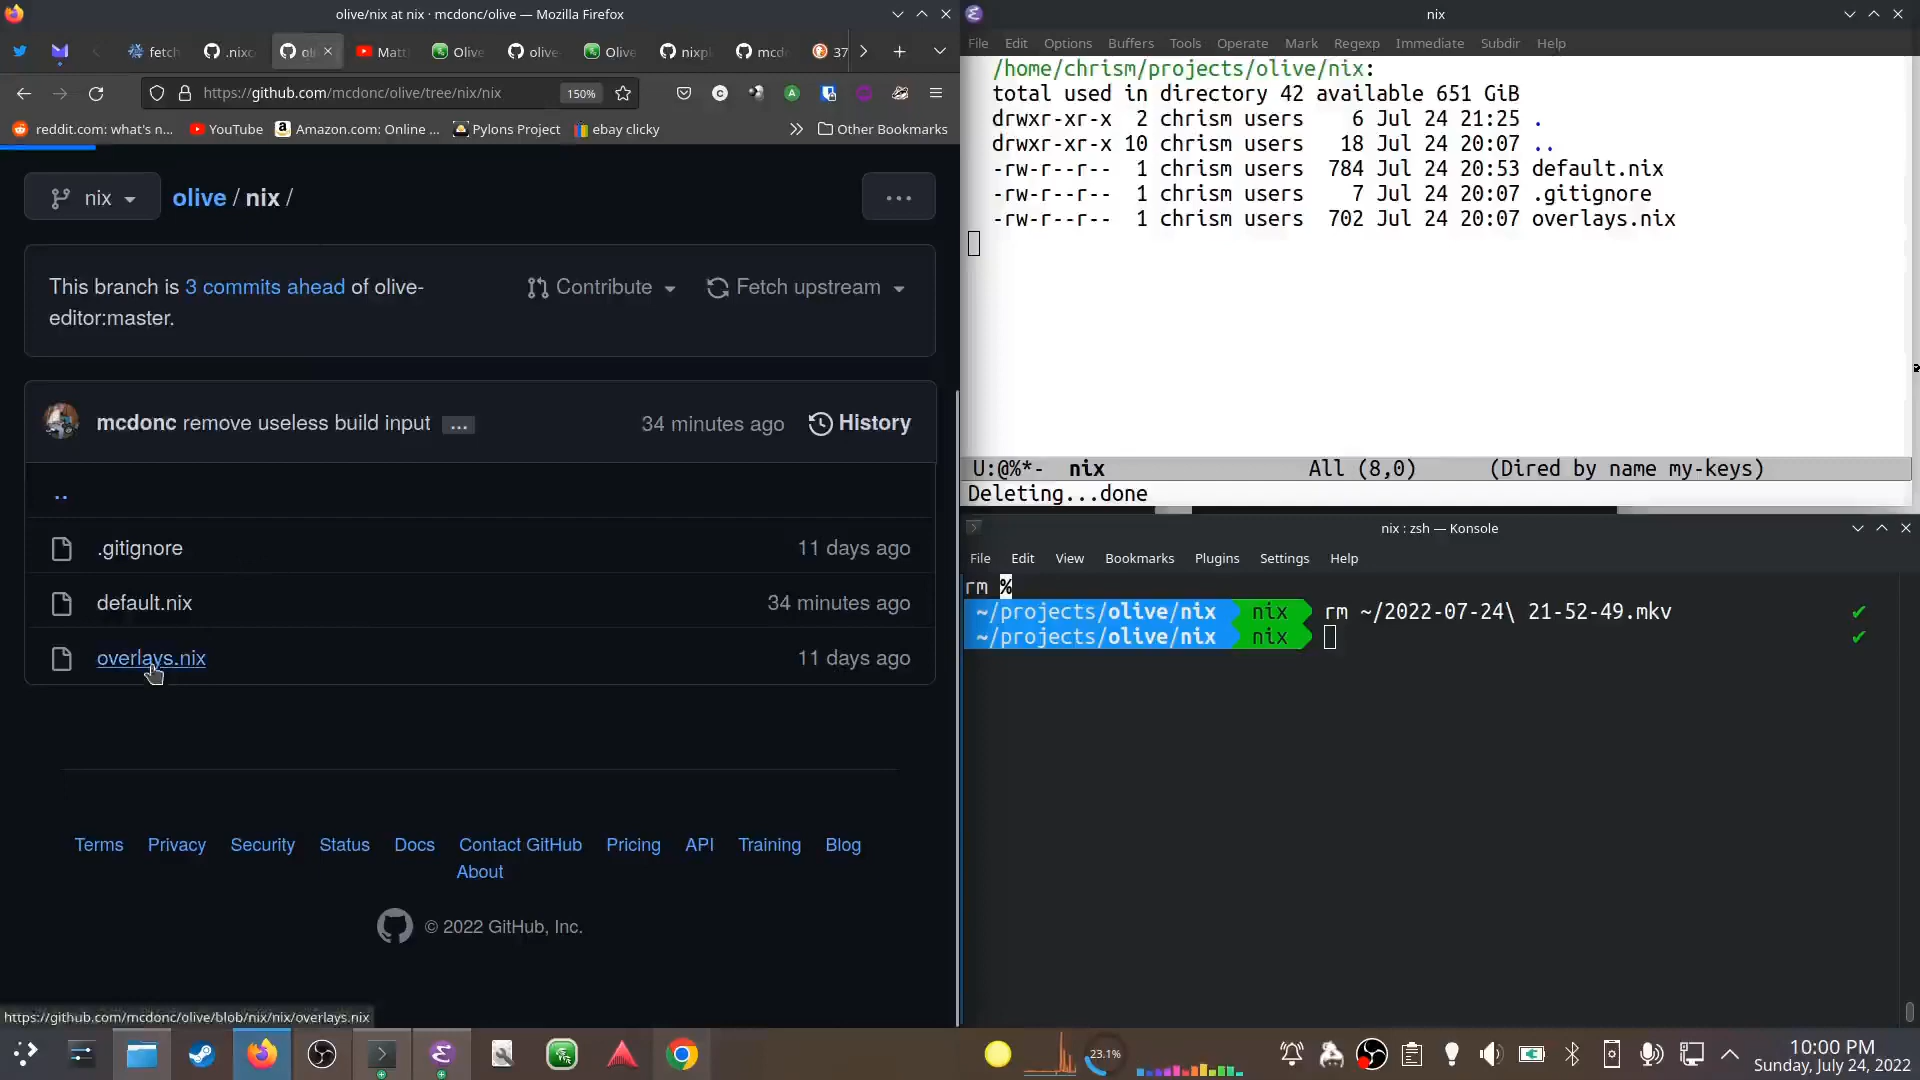 olive/nix at nix · mcdonc/olive — Mozilla Firefox
fetch
.nixc
oli
Matt
Olive
olive
Olive
nixpl
mcd
37
https://github.com/mcdonc/olive/tree/nix/nix
150%
reddit.com: what's n...
YouTube
Amazon.com: Online ...
Pylons Project
ebay clicky
Other Bookmarks
nix
olive / nix /
This branch is 3 commits ahead of olive-
editor:master.
Contribute
Fetch upstream
mcdonc remove useless build input ...
34 minutes ago
History
..
.gitignore
11 days ago
default.nix
34 minutes ago
overlays.nix
11 days ago
Terms Privacy Security Status Docs Contact GitHub Pricing API Training Blog
About
© 2022 GitHub, Inc.
https://github.com/mcdonc/olive/blob/nix/nix/overlays.nix
nix
File Edit Options Buffers Tools Operate Mark Regexp Immediate Subdir Help
/home/chrism/projects/olive/nix:
total used in directory 42 available 651 GiB
drwxr-xr-x 2 chrism users 6 Jul 24 21:25 .
drwxr-xr-x 10 chrism users 18 Jul 24 20:07 ..
-rw-r--r-- 1 chrism users 784 Jul 24 20:53 default.nix
-rw-r--r-- 1 chrism users 7 Jul 24 20:07 .gitignore
-rw-r--r-- 1 chrism users 702 Jul 24 20:07 overlays.nix
U:@%*- nix All (8,0) (Dired by name my-keys)
Deleting...done
nix : zsh — Konsole
File Edit View Bookmarks Plugins Settings Help
rm %
~/projects/olive/nix nix rm ~/2022-07-24\ 21-52-49.mkv ✔
~/projects/olive/nix nix ✔
23.1%
10:00 PM
Sunday, July 24, 2022